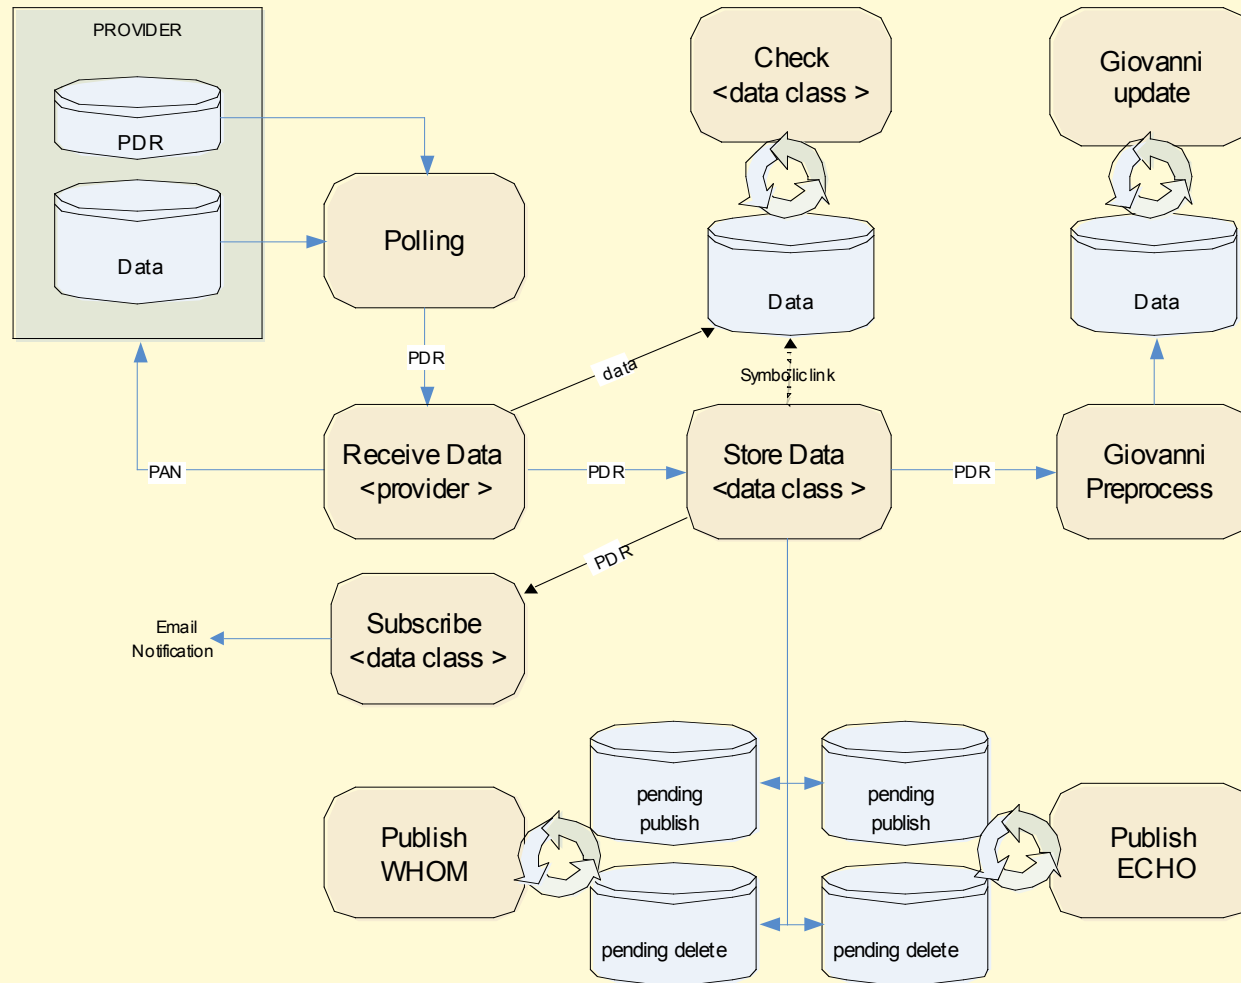 PROVIDER
PDR
Data
Polling
Check
<data class >
Giovanni
update
Data
Data
PDR
data
Symbolic link
Receive Data
<provider >
PAN
PDR
Store Data
<data class >
PDR
Giovanni
Preprocess
PDR
Subscribe
<data class >
Email
Notification
pending
publish
pending
publish
Publish
WHOM
Publish
ECHO
pending delete
pending delete